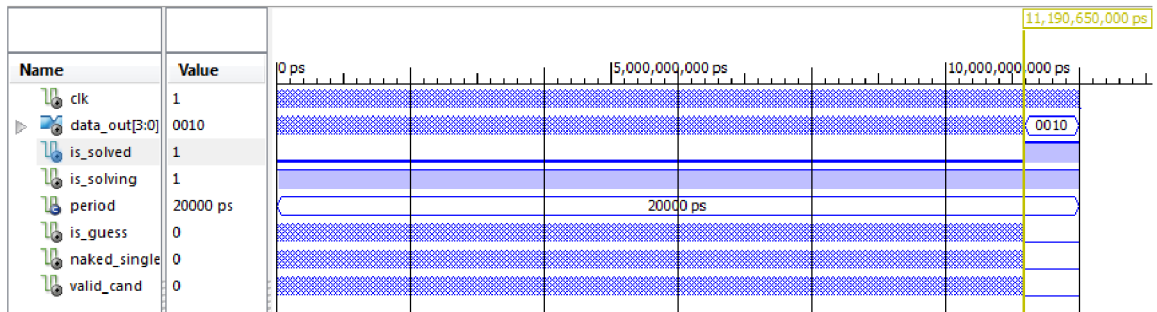 11,190,650,000 ps
Name
Value
0 ps
5,000,000,000 ps
10,000,000,000 ps
clk
1
data_out[3:0]
0010
0010
is_solved
1
is_solving
1
period
20000 ps
20000 ps
is_guess
0
naked_single
0
valid_cand
0